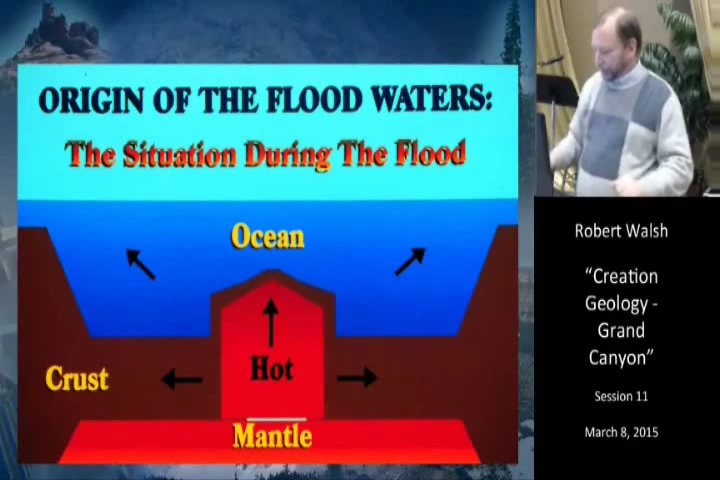 ORIGIN OF THE FLOOD WATERS:
The Situation During The Flood
Ocean
Hot
Crust
Mantle
Robert Walsh
“Creation
Geology -
Grand
Canyon”
Session 11
March 8, 2015